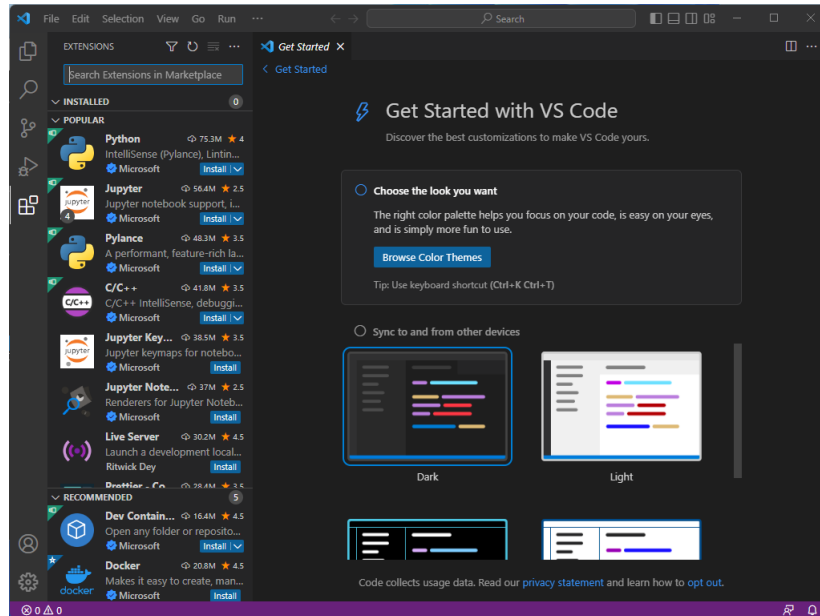 File Edit Selection View Go Run ··· Search
EXTENSIONS
Get Started
Search Extensions in Marketplace
Get Started
INSTALLED 0
POPULAR
Python 75.3M 4
IntelliSense (Pylance), Lintin...
Microsoft Install
Jupyter 56.4M 2.5
Jupyter notebook support, i...
Microsoft Install
jupyter
4
Pylance 48.3M 3.5
A performant, feature-rich la...
Microsoft Install
C/C++ 41.8M 3.5
C/C++ IntelliSense, debuggi...
Microsoft Install
C/C++
Jupyter Key... 38.5M 3.5
Jupyter keymaps for notebo...
Microsoft Install
jupyter
Jupyter Note... 37M 2.5
Renderers for Jupyter Noteb...
Microsoft Install
Live Server 30.2M 4.5
Launch a development local...
Ritwick Dey Install
Prettier - Co... 28.4M 3.5
RECOMMENDED 5
Dev Contain... 16.4M 4.5
Open any folder or reposito...
Microsoft Install
Docker 20.8M 4.5
Makes it easy to create, man...
Microsoft Install
docker
Get Started with VS Code
Discover the best customizations to make VS Code yours.
Choose the look you want
The right color palette helps you focus on your code, is easy on your eyes,
and is simply more fun to use.
Browse Color Themes
Tip: Use keyboard shortcut (Ctrl+K Ctrl+T)
Sync to and from other devices
Dark Light
Code collects usage data. Read our privacy statement and learn how to opt out.
0 0